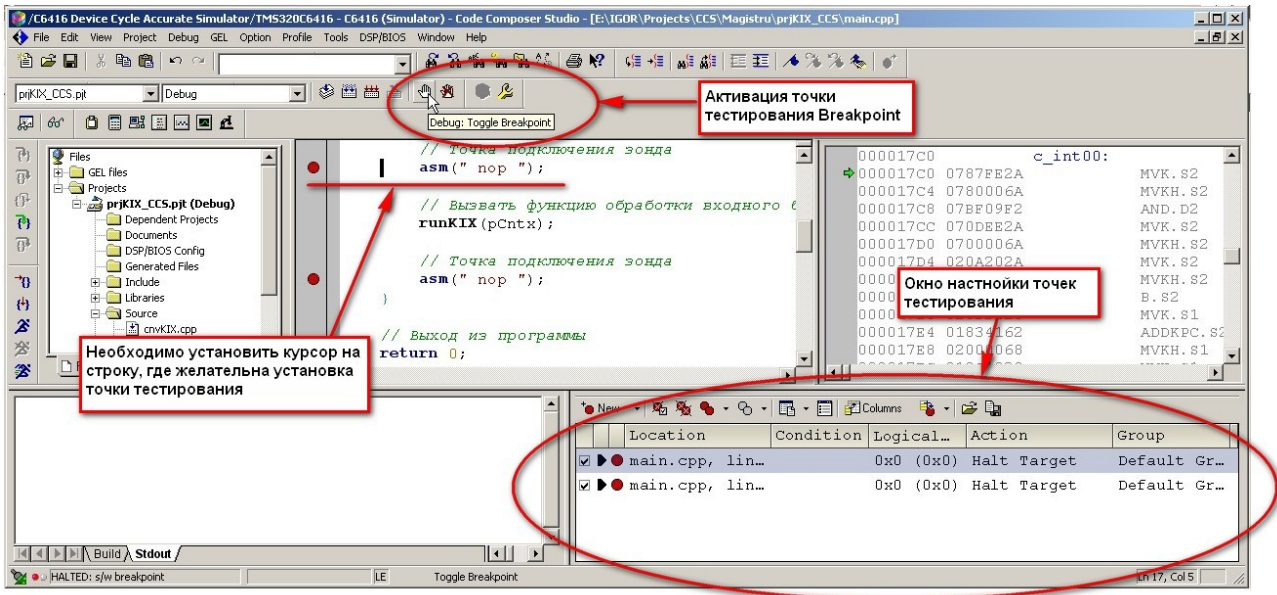 /C6416 Device Cycle Accurate Simulator/TMS320C6416 - C6416 (Simulator) - Code Composer Studio - [E:\IGOR\Projects\CCS\Magistru\prjKIX_CCS\main.cpp]
File Edit View Project Debug GEL Option Profile Tools DSP/BIOS Window Help
prjKIX_CCS.pjt Debug
Debug: Toggle Breakpoint
Активация точки
тестирования Breakpoint
Files
GEL files
Projects
prjKIX_CCS.pjt (Debug)
Dependent Projects
Documents
DSP/BIOS Config
Generated Files
Include
Libraries
Source
cnvKIX.cpp
Необходимо установить курсор на
строку, где желательна установка
точки тестирования
// Точка подключения зонда
asm(" nop ");
// Вызвать функцию обработки входного
runKIX(pCntx);
// Точка подключения зонда
asm(" nop ");
}
// Выход из программы
return 0;
000017C0 c_int00:
000017C0 0787FE2A MVK.S2
000017C4 0780006A MVKH.S2
000017C8 07BF09F2 AND.D2
000017CC 070DEE2A MVK.S2
000017D0 0700006A MVKH.S2
000017D4 020A202A MVK.S2
MVKH.S2
B.S2
MVK.S1
000017E4 01834162 ADDKPC.S2
000017E8 MVKH.S1
Окно настнойки точек
тестирования
New Columns
Location Condition Logical... Action Group
main.cpp, lin... 0x0 (0x0) Halt Target Default Gr...
main.cpp, lin... 0x0 (0x0) Halt Target Default Gr...
Build Stdout
HALTED: s/w breakpoint LE Toggle Breakpoint Ln 17, Col 5